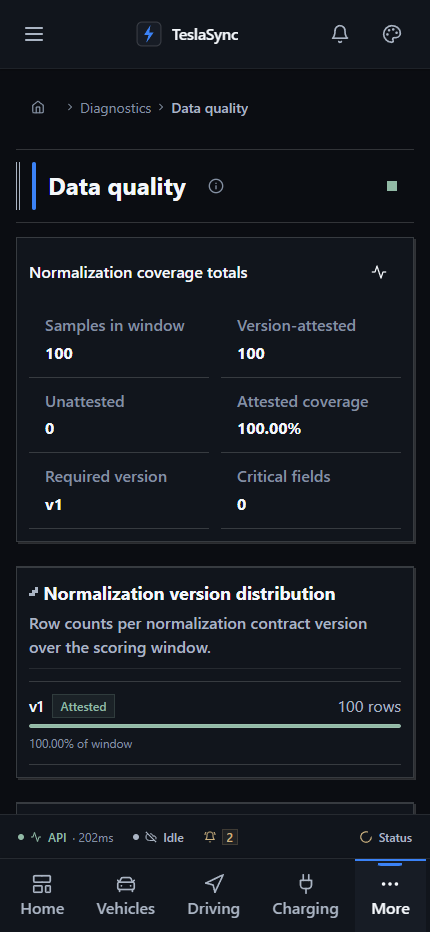 TeslaSync
Diagnostics
Data quality
Data quality
Normalization coverage totals
Samples in window
100
Version-attested
100
Unattested
0
Attested coverage
100.00%
Required version
v1
Critical fields
0
Normalization version distribution
Row counts per normalization contract version
over the scoring window.
v1 Attested 100 rows
100.00% of window
API · 202ms Idle 2 Status
Home Vehicles Driving Charging More